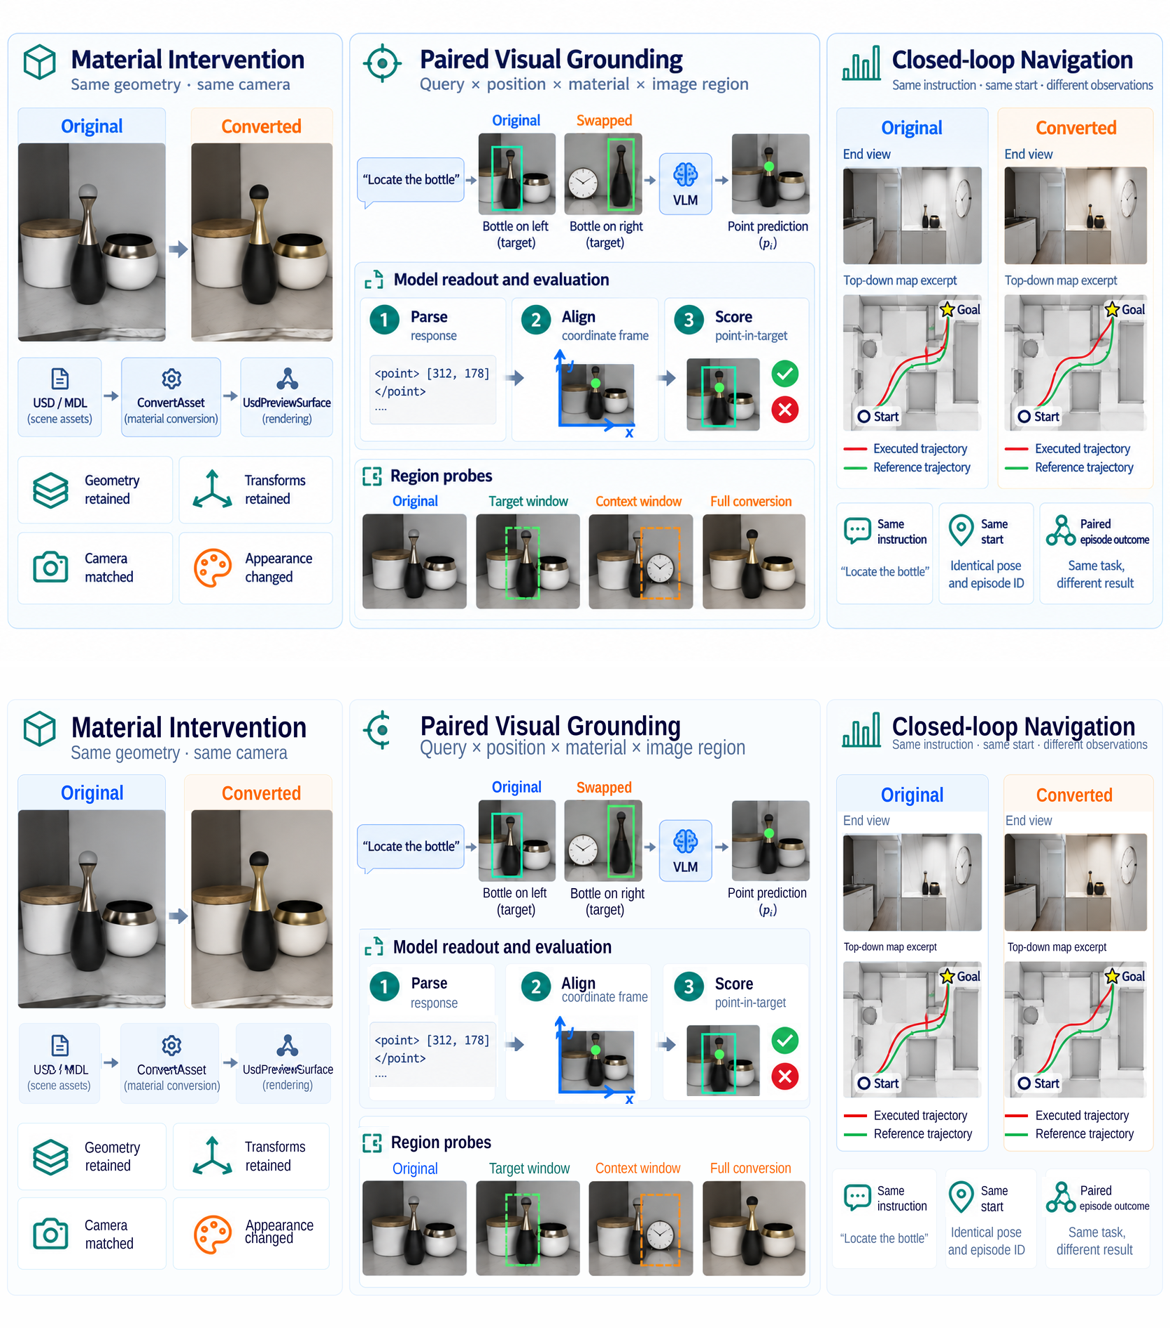 Material Intervention
Same geometry · same camera
Original
Converted
USD / MDL
(scene assets)
ConvertAsset
(material conversion)
UsdPreviewSurface
(rendering)
Geometry
retained
Transforms
retained
Camera
matched
Appearance
changed
Paired Visual Grounding
Query × position × material × image region
Original
Swapped
“Locate the bottle”
VLM
Bottle on left
(target)
Bottle on right
(target)
Point prediction
(pᵢ)
Model readout and evaluation
1 Parse
response
<point> [312, 178]
</point>
....
2 Align
coordinate frame
y
x
3 Score
point-in-target
Region probes
Original
Target window
Context window
Full conversion
Closed-loop Navigation
Same instruction · same start · different observations
Original
Converted
End view
End view
Top-down map excerpt
Top-down map excerpt
Goal
Start
Goal
Start
Executed trajectory
Reference trajectory
Executed trajectory
Reference trajectory
Same
instruction
“Locate the bottle”
Same
start
Identical pose
and episode ID
Paired
episode outcome
Same task,
different result
Material Intervention
Same geometry · same camera
Original
Converted
USD / MDL
(scene assets)
ConvertAsset
(material conversion)
UsdPreviewSurface
(rendering)
Geometry
retained
Transforms
retained
Camera
matched
Appearance
changed
Paired Visual Grounding
Query × position × material × image region
Original
Swapped
“Locate the bottle”
VLM
Bottle on left
(target)
Bottle on right
(target)
Point prediction
(pᵢ)
Model readout and evaluation
1 Parse
response
<point> [312, 178]
</point>
....
2 Align
coordinate frame
y
x
3 Score
point-in-target
Region probes
Original
Target window
Context window
Full conversion
Closed-loop Navigation
Same instruction · same start · different observations
Original
Converted
End view
End view
Top-down map excerpt
Top-down map excerpt
Goal
Start
Goal
Start
Executed trajectory
Reference trajectory
Executed trajectory
Reference trajectory
Same
instruction
“Locate the bottle”
Same
start
Identical pose
and episode ID
Paired
episode outcome
Same task,
different result